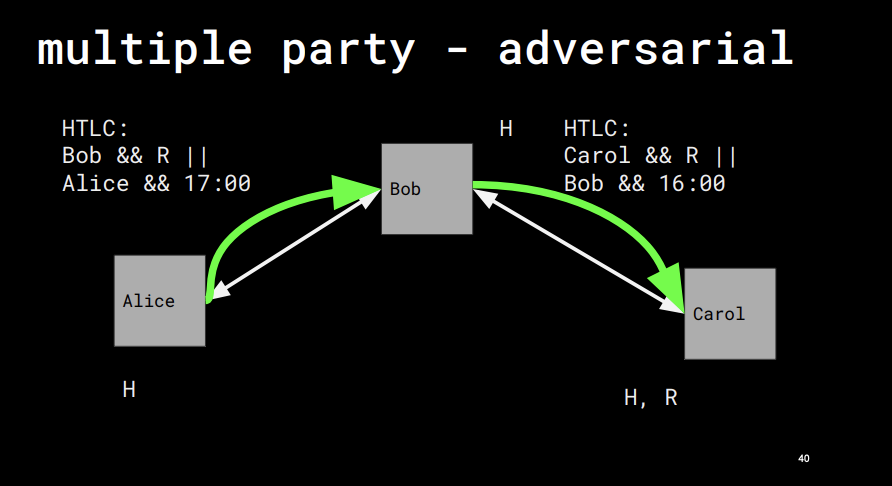 multiple party - adversarial
HTLC:
Bob && R ||
Alice && 17:00
H
HTLC:
Carol && R ||
Bob && 16:00
Bob
Alice
Carol
H
H, R
40